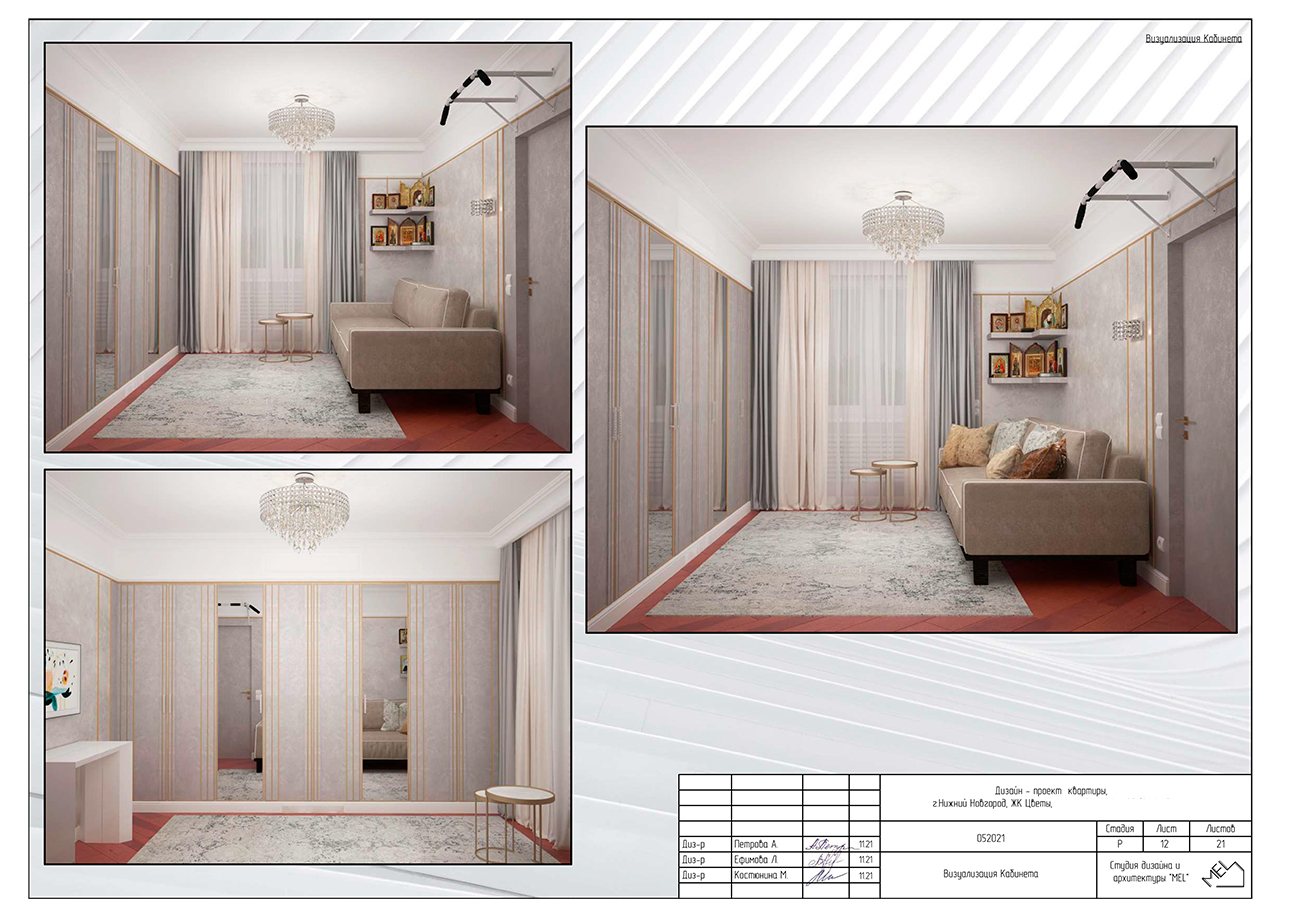 Визуализация Кабинета
Дизайн - проект квартиры,
г.Нижний Новгород, ЖК Цветы,
052021
Стадия Лист Листов
Р 12 21
Диз-р Петрова А. 11.21
Диз-р Ефимова Л. 11.21
Диз-р Костюнина М. 11.21
Визуализация Кабинета
Студия дизайна и
архитектуры "MEL"